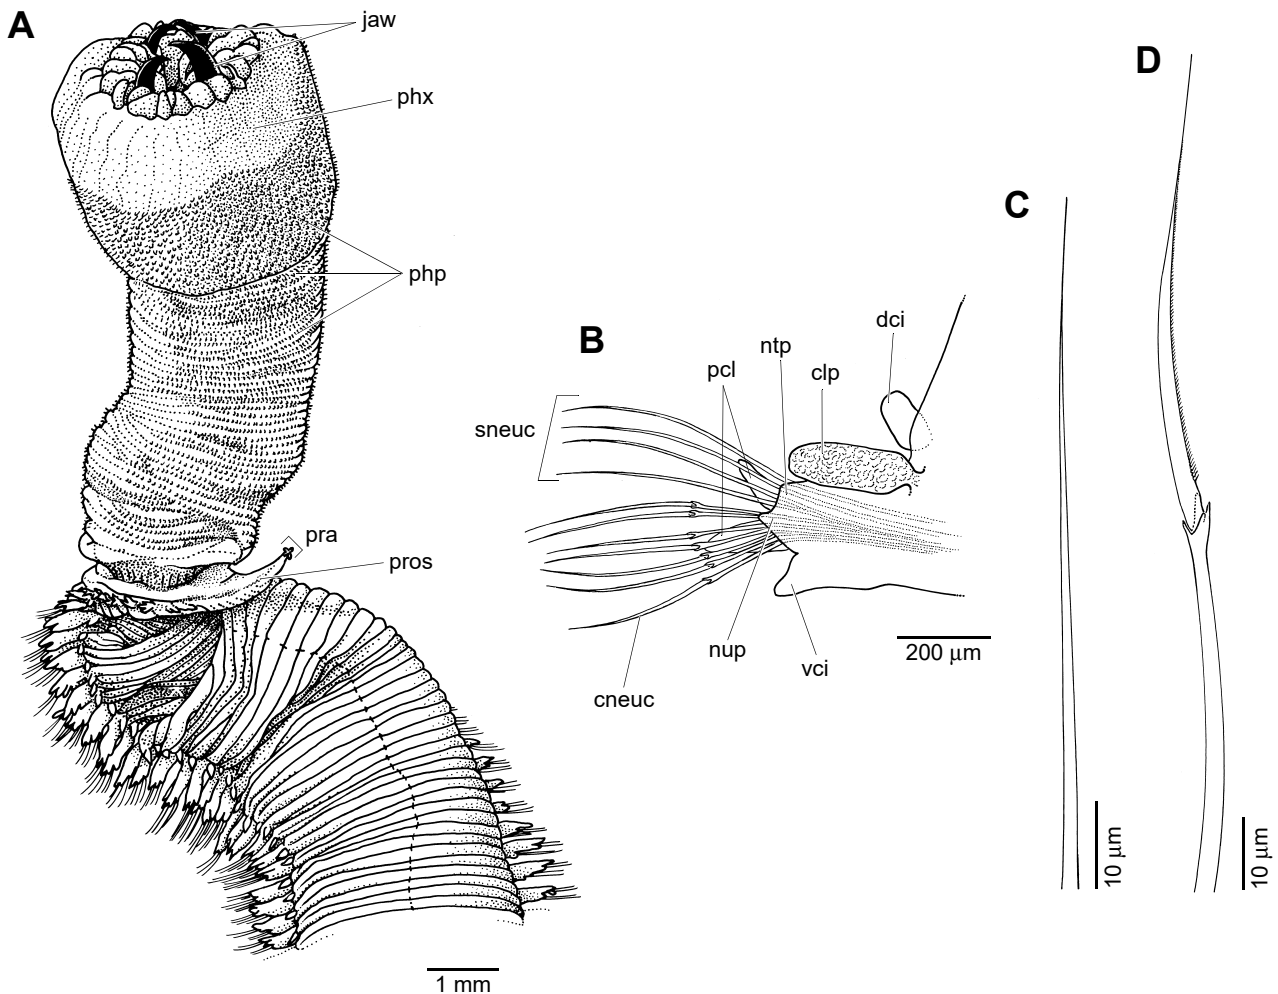 A
jaw
phx
php
pra
pros
1 mm
B
sneuc
pcl
ntp
clp
dci
nup
vci
cneuc
200 µm
C
10 µm
D
10 µm